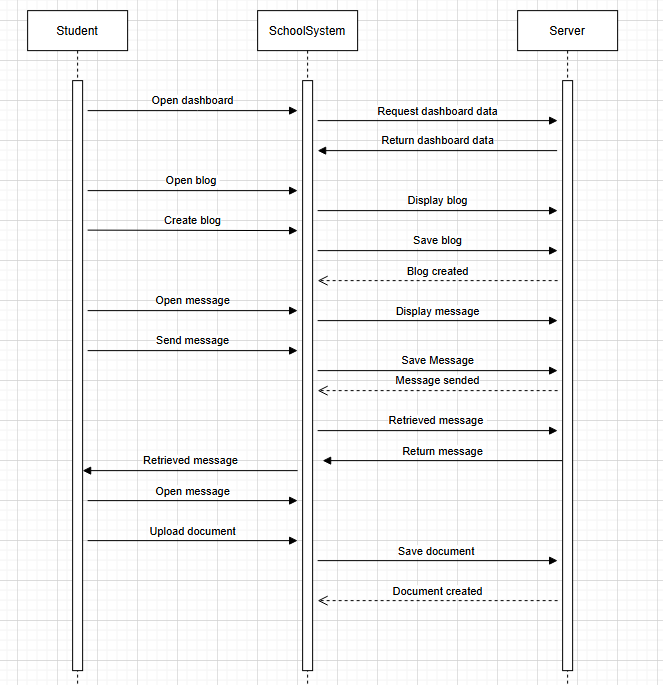 Student
SchoolSystem
Server
Open dashboard
Request dashboard data
Return dashboard data
Open blog
Display blog
Create blog
Save blog
Blog created
Open message
Display message
Send message
Save Message
Message sended
Retrieved message
Return message
Retrieved message
Open message
Upload document
Save document
Document created